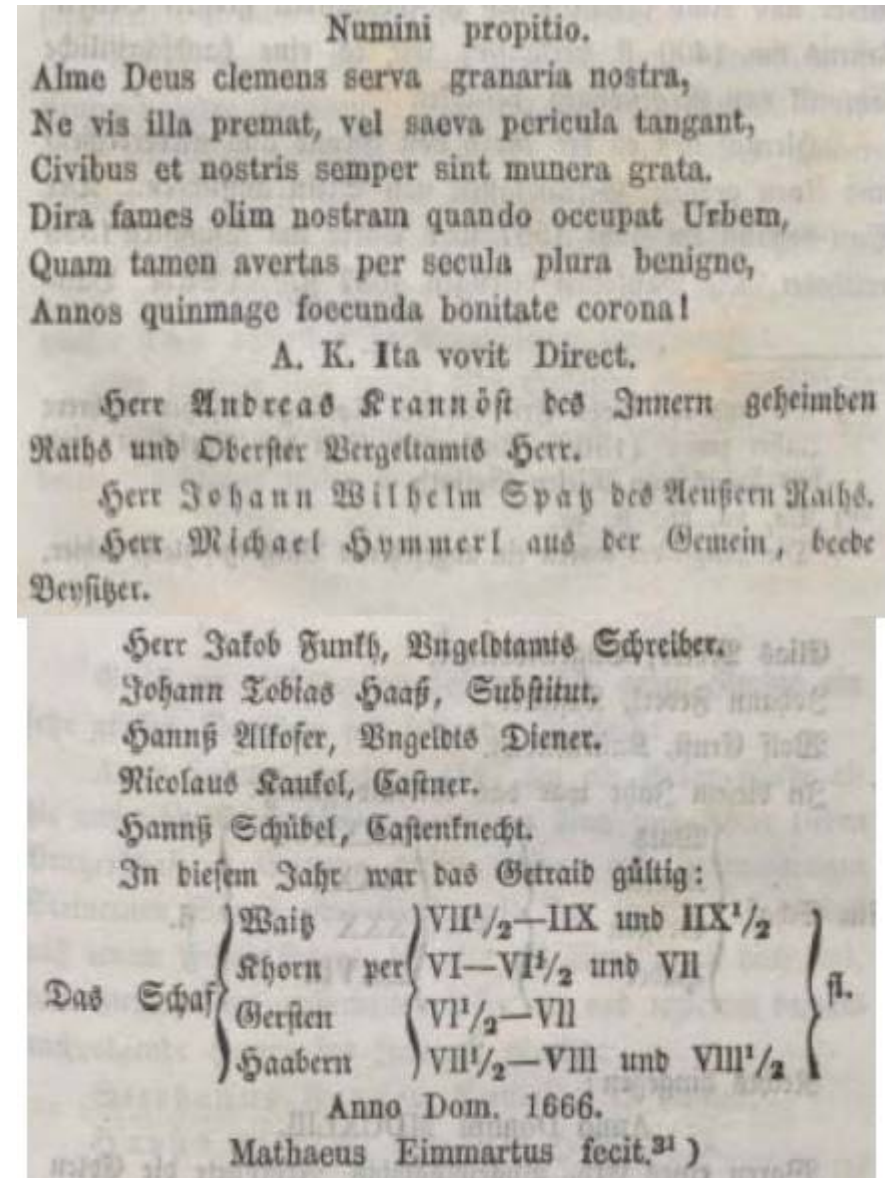 Numini propitio.
Alme Deus clemens serva granaria nostra,
Ne vis illa premat, vel saeva pericula tangant,
Civibus et nostris semper sint munera grata.
Dira fames olim nostram quando occupat Urbem,
Quam tamen avertas per secula plura benigne,
Annos quinmage foecunda bonitate corona!
A. K. Ita vovit Direct.
Herr Andreas Krannöst des Innern geheimben
Raths und Oberster Vergeltamts Herr.
Herr Johann Wilhelm Spatz des Aeußern Raths.
Herr Michael Hymmerl aus der Gemein, beede
Beysitzer.
Herr Jakob Funkh, Vngeldtamts Schreiber.
Johann Tobias Haaß, Substitut.
Hannß Alkofer, Vngeldts Diener.
Nicolaus Kaukol, Castner.
Hannß Schübel, Castenknecht.
In diesem Jahr war das Getraid gültig:
Das Schaf
Waitz VII¹/₂—IIX und IIX¹/₂
Khorn per VI—VI¹/₂ und VII
Gersten VI¹/₂—VII
Haabern VII¹/₂—VIII und VIII¹/₂
fl.
Anno Dom. 1666.
Mathaeus Eimmartus fecit.³¹)